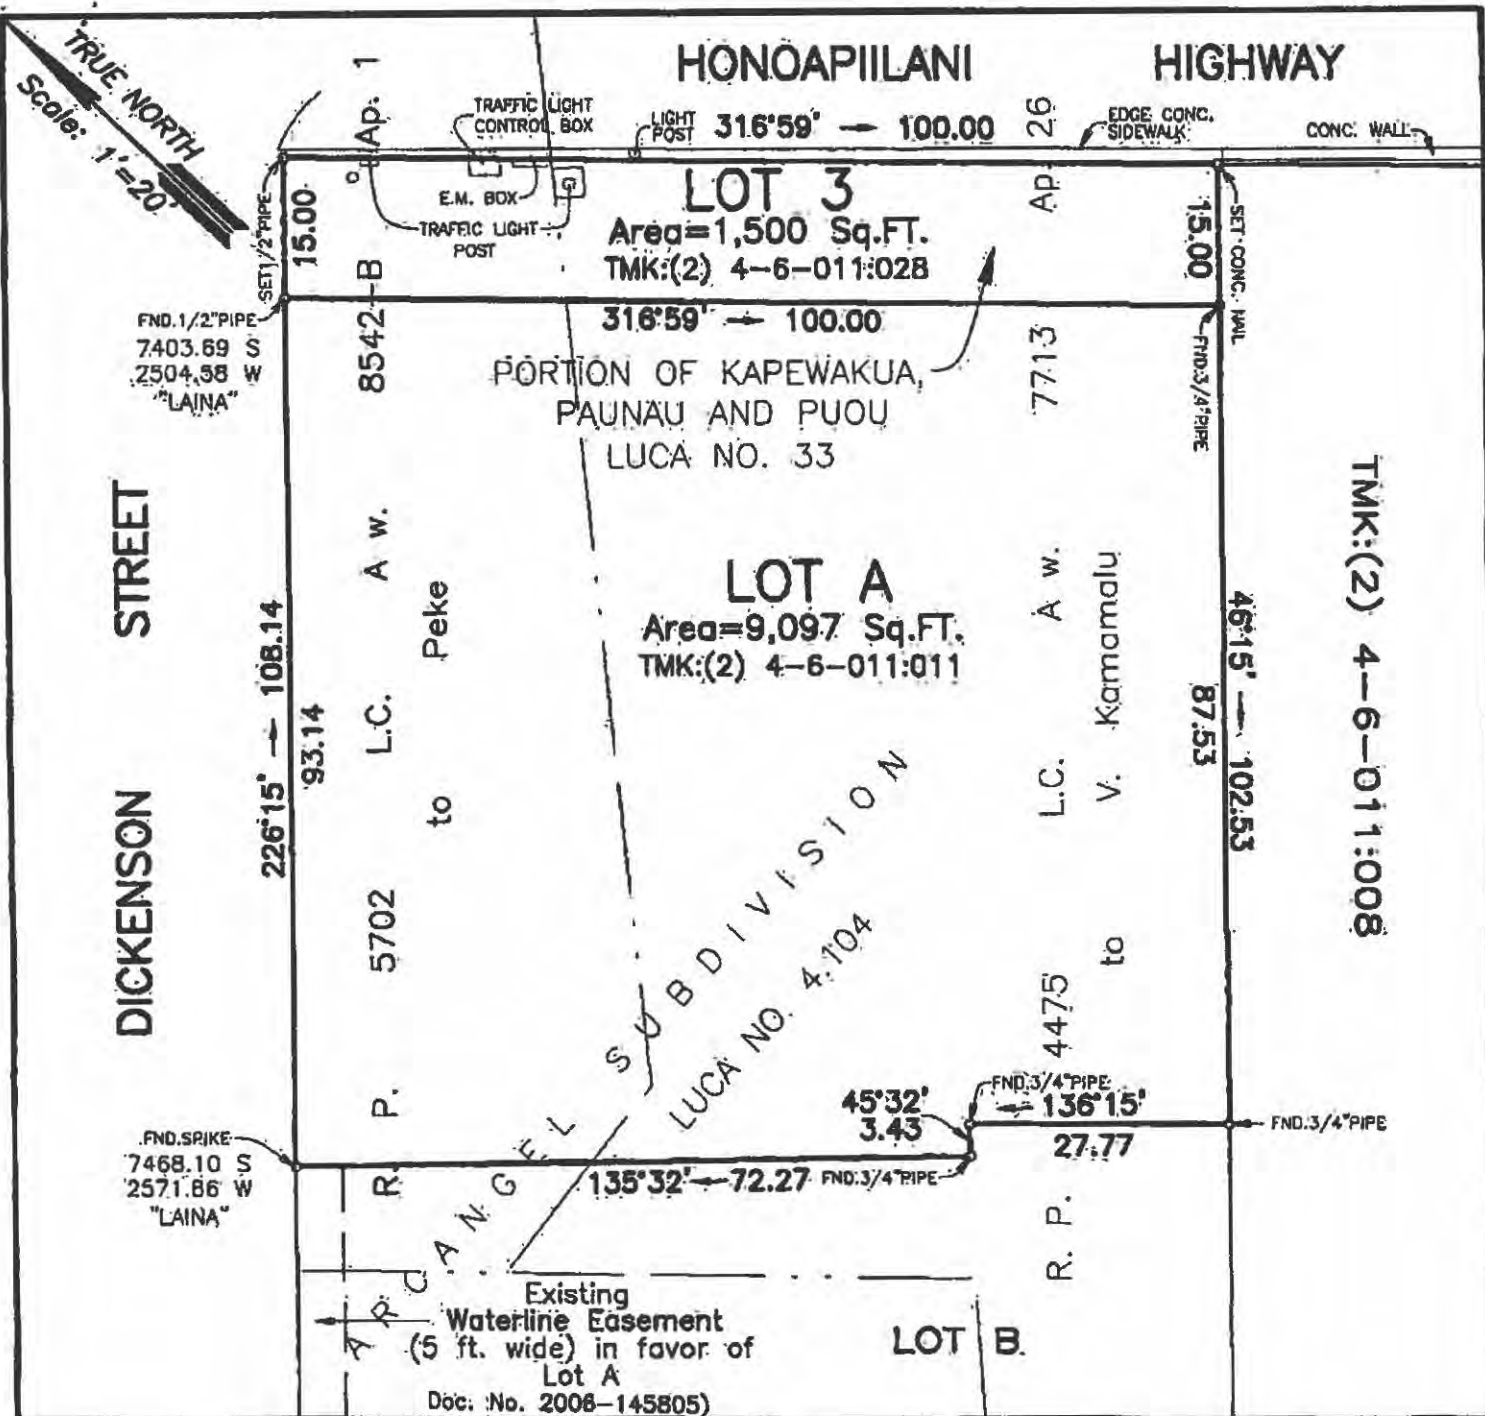 TRUE NORTH
Scale: 1"=20'
HONOAPIILANI HIGHWAY
TRAFFIC LIGHT
CONTROL BOX
LIGHT
POST
316°59' 100.00
EDGE CONC.
SIDEWALK
CONC. WALL
E.M. BOX
TRAFFIC LIGHT
POST
LOT 3
Area=1,500 Sq.FT.
TMK:(2) 4-6-011:028
SET 1/2" PIPE
15.00
15.00
SET CONC. NAIL
316°59' 100.00
FND.1/2"PIPE
7403.69 S
2504.58 W
"LAINA"
FND.3/4"PIPE
PORTION OF KAPEWAKUA,
PAUNAU AND PUOU
LUCA NO. 33
LOT A
Area=9,097 Sq.FT.
TMK:(2) 4-6-011:011
DICKENSON STREET
226°15' 108.14
93.14
R. P. 5702 L.C. Aw. 8542-B Ap. 1
to Peke
R. P. 4475 L.C. Aw. 7713 Ap. 26
to V. Kamamalu
46°15' 102.53
87.53
TMK:(2) 4-6-011:008
ARCANGEL SUBDIVISION
LUCA NO. 4.104
FND.3/4"PIPE
45°32'
3.43
136°15'
27.77
FND.3/4"PIPE
FND.SPIKE
7468.10 S
2571.86 W
"LAINA"
135°32' 72.27 FND.3/4"PIPE
Existing
Waterline Easement
(5 ft. wide) in favor of
Lot A
Doc. No. 2006-145805)
LOT B